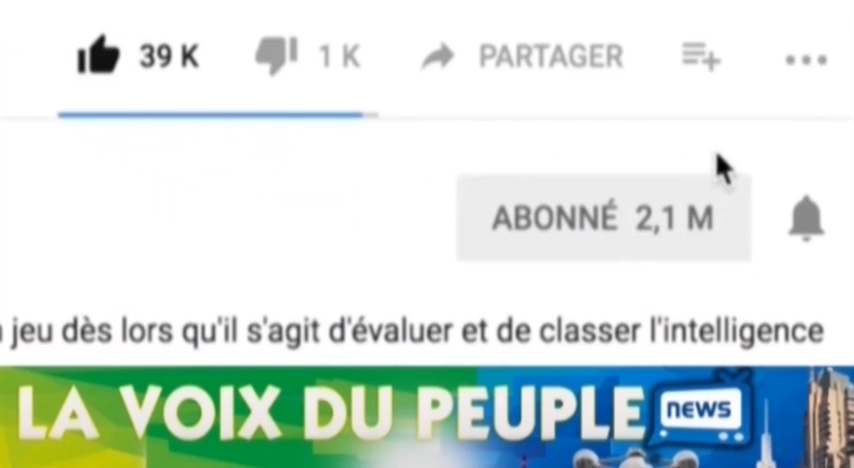 39 K 1 K PARTAGER
ABONNÉ 2,1 M
jeu dès lors qu'il s'agit d'évaluer et de classer l'intelligence
LA VOIX DU PEUPLE NEWS